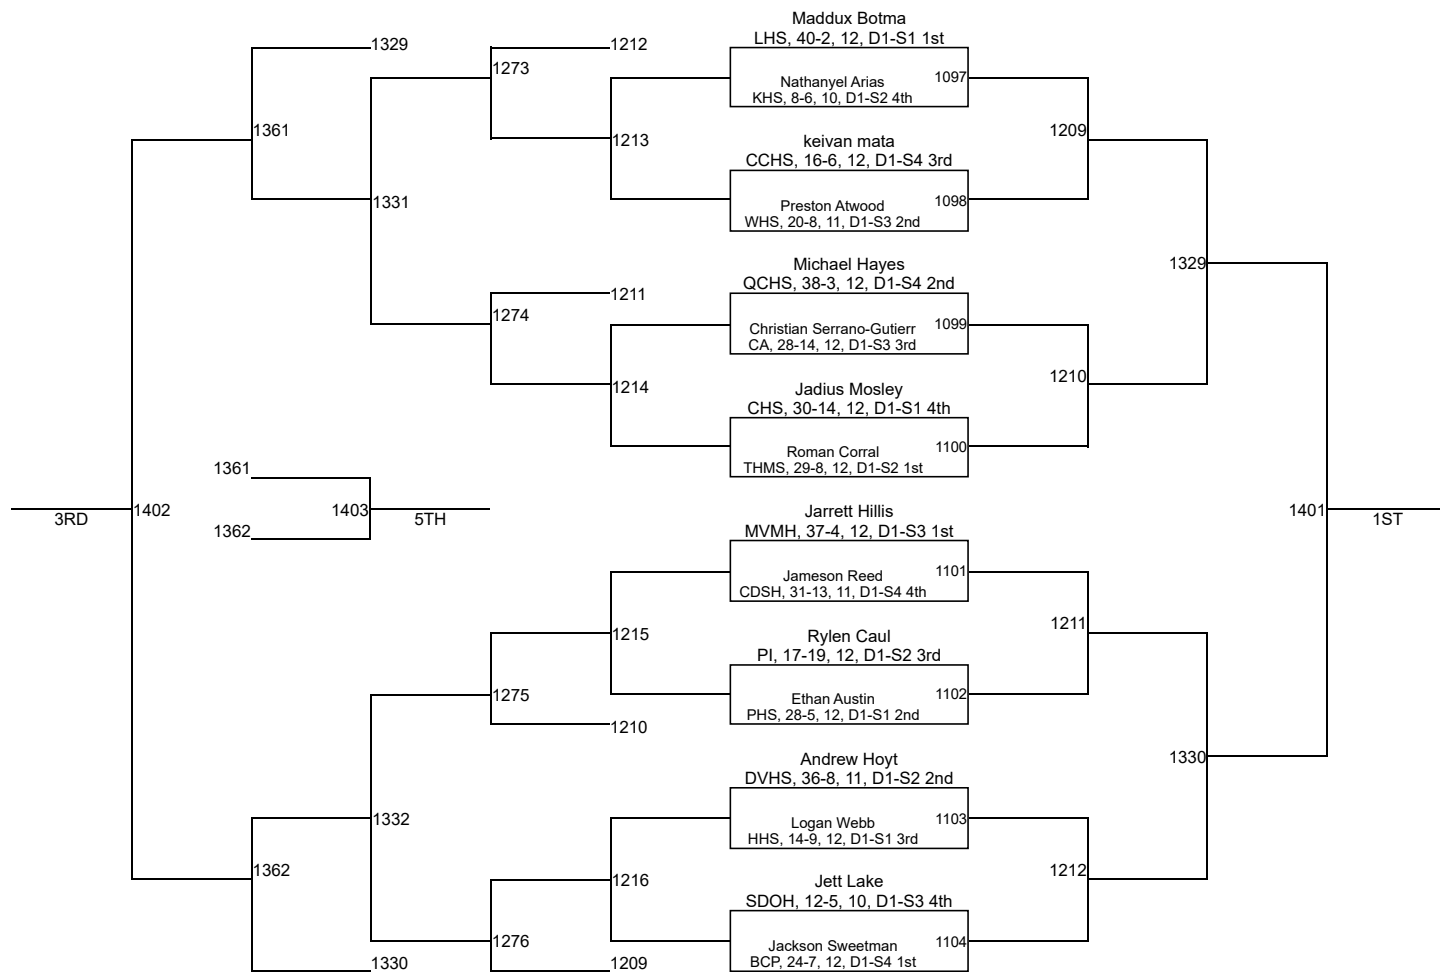 Maddux Botma
LHS, 40-2, 12, D1-S1 1st
1329
1212
1273
Nathanyel Arias
1097
KHS, 8-6, 10, D1-S2 4th
1361
1213
keivan mata
1209
CCHS, 16-6, 12, D1-S4 3rd
1331
Preston Atwood
1098
WHS, 20-8, 11, D1-S3 2nd
Michael Hayes
1329
QCHS, 38-3, 12, D1-S4 2nd
1211
1274
Christian Serrano-Gutierr
1099
CA, 28-14, 12, D1-S3 3rd
1210
1214
Jadius Mosley
CHS, 30-14, 12, D1-S1 4th
Roman Corral
1100
THMS, 29-8, 12, D1-S2 1st
1361
1402
1403
3RD
5TH
1362
Jarrett Hillis
1401
1ST
MVMH, 37-4, 12, D1-S3 1st
Jameson Reed
1101
CDSH, 31-13, 11, D1-S4 4th
1215
Rylen Caul
1211
PI, 17-19, 12, D1-S2 3rd
1275
Ethan Austin
1102
PHS, 28-5, 12, D1-S1 2nd
1210
Andrew Hoyt
1330
DVHS, 36-8, 11, D1-S2 2nd
1332
Logan Webb
1103
HHS, 14-9, 12, D1-S1 3rd
1362
1216
Jett Lake
1212
SDOH, 12-5, 10, D1-S3 4th
1276
Jackson Sweetman
1104
BCP, 24-7, 12, D1-S4 1st
1330
1209